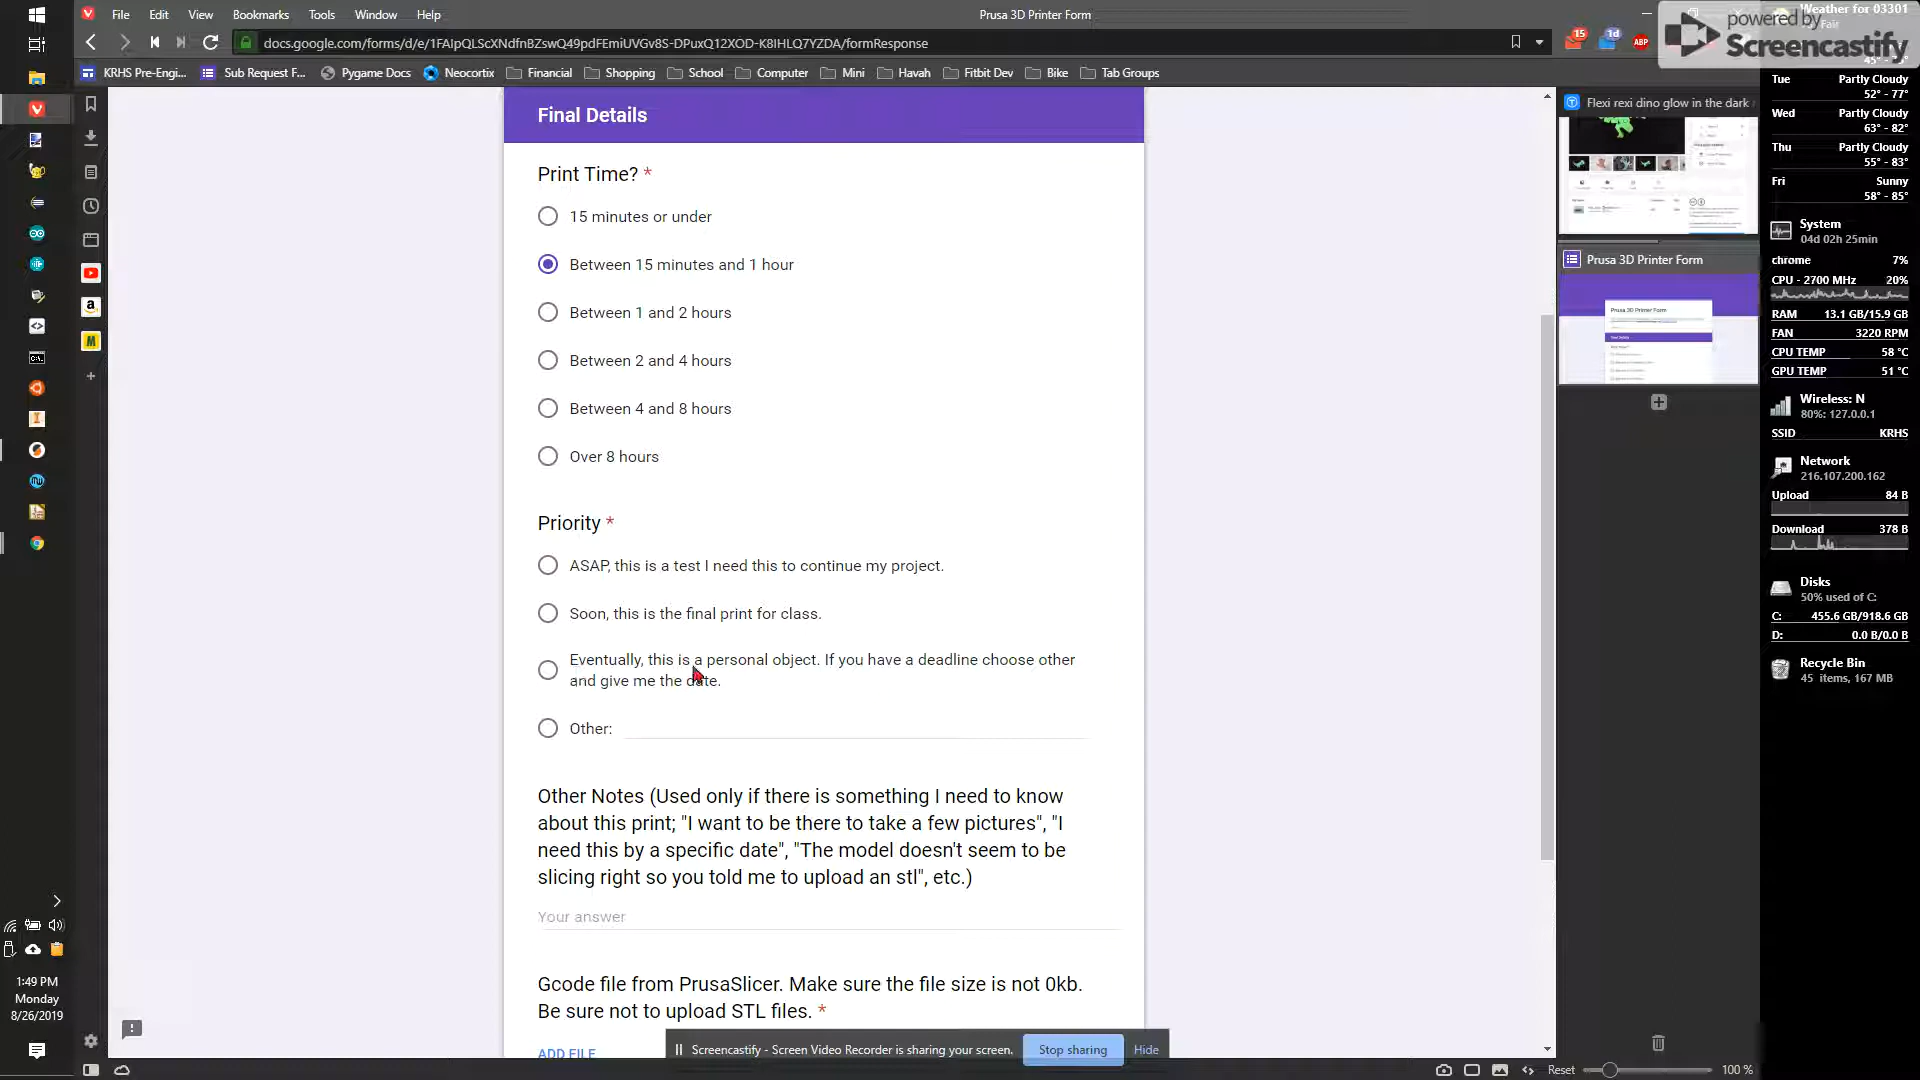 File Edit View Bookmarks Tools Window Help
Prusa 3D Printer Form
docs.google.com/forms/d/e/1FAIpQLScXNdfnBZswQ49pdFEmiUVGv8S-DPuxQ12XOD-K8IHLQ7YZDA/formResponse
15
1d
ABP
KRHS Pre-Engi...
Sub Request F...
Pygame Docs
Neocortix
Financial
Shopping
School
Computer
Mini
Havah
Fitbit Dev
Bike
Tab Groups
powered by
Screencastify
Final Details
Print Time? *
15 minutes or under
Between 15 minutes and 1 hour
Between 1 and 2 hours
Between 2 and 4 hours
Between 4 and 8 hours
Over 8 hours
Priority *
ASAP, this is a test I need this to continue my project.
Soon, this is the final print for class.
Eventually, this is a personal object. If you have a deadline choose other
and give me the date.
Other:
Other Notes (Used only if there is something I need to know
about this print; "I want to be there to take a few pictures", "I
need this by a specific date", "The model doesn't seem to be
slicing right so you told me to upload an stl", etc.)
Your answer
Gcode file from PrusaSlicer. Make sure the file size is not 0kb.
Be sure not to upload STL files. *
ADD FILE
Screencastify - Screen Video Recorder is sharing your screen.
Stop sharing
Hide
Flexi rexi dino glow in the dark
Prusa 3D Printer Form
Prusa 3D Printer Form
Weather for 03301
Fair
Tue Partly Cloudy
52° - 77°
Wed Partly Cloudy
63° - 82°
Thu Partly Cloudy
55° - 83°
Fri Sunny
58° - 85°
System
04d 02h 25min
chrome 7%
CPU - 2700 MHz 20%
RAM 13.1 GB/15.9 GB
FAN 3220 RPM
CPU TEMP 58 °C
GPU TEMP 51 °C
Wireless: N
80%: 127.0.0.1
SSID KRHS
Network
216.107.200.162
Upload 84 B
Download 378 B
Disks
50% used of C:
C: 455.6 GB/918.6 GB
D: 0.0 B/0.0 B
Recycle Bin
45 items, 167 MB
1:49 PM
Monday
8/26/2019
Reset
100 %